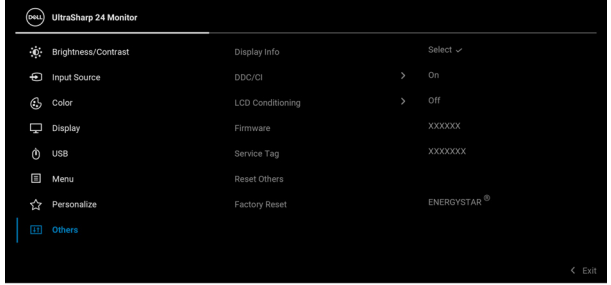 DELL UltraSharp 24 Monitor
Brightness/Contrast Display Info Select ✓
Input Source DDC/CI > On
Color LCD Conditioning > Off
Display Firmware XXXXXX
USB Service Tag XXXXXXX
Menu Reset Others
Personalize Factory Reset ENERGYSTAR ®
Others
< Exit